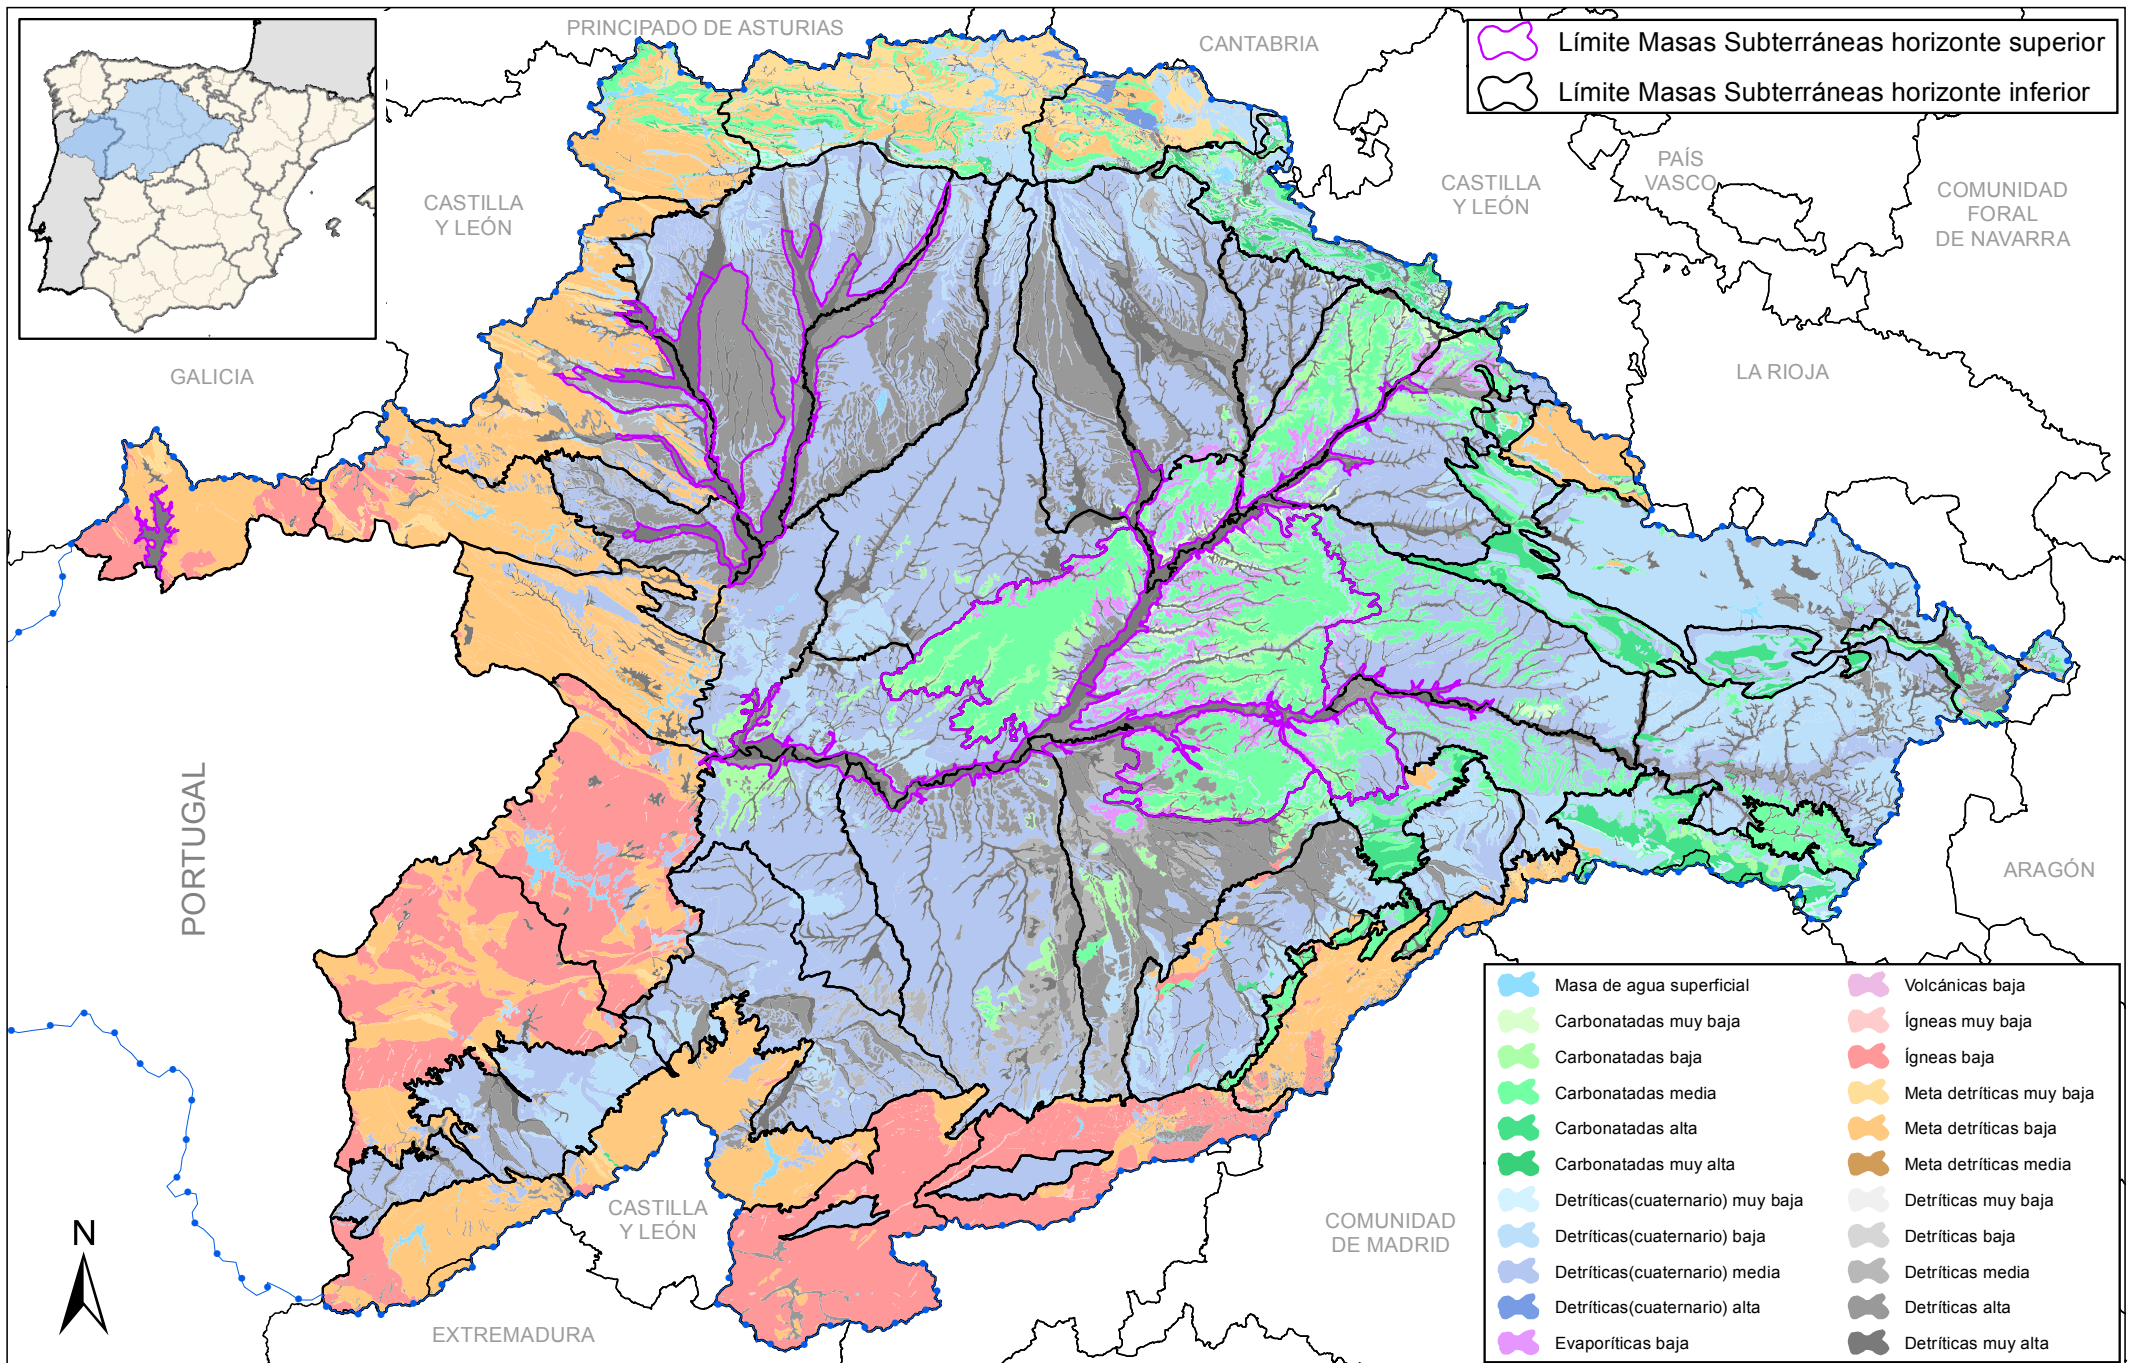 PRINCIPADO DE ASTURIAS
CANTABRIA
Límite Masas Subterráneas horizonte superior
Límite Masas Subterráneas horizonte inferior
CASTILLA
Y LEÓN
CASTILLA
Y LEÓN
PAÍS
VASCO
COMUNIDAD
FORAL
DE NAVARRA
GALICIA
LA RIOJA
PORTUGAL
ARAGÓN
CASTILLA
Y LEÓN
COMUNIDAD
DE MADRID
EXTREMADURA
N
Masa de agua superficial
Carbonatadas muy baja
Carbonatadas baja
Carbonatadas media
Carbonatadas alta
Carbonatadas muy alta
Detríticas(cuaternario) muy baja
Detríticas(cuaternario) baja
Detríticas(cuaternario) media
Detríticas(cuaternario) alta
Evaporíticas baja
Volcánicas baja
Ígneas muy baja
Ígneas baja
Meta detríticas muy baja
Meta detríticas baja
Meta detríticas media
Detríticas muy baja
Detríticas baja
Detríticas media
Detríticas alta
Detríticas muy alta